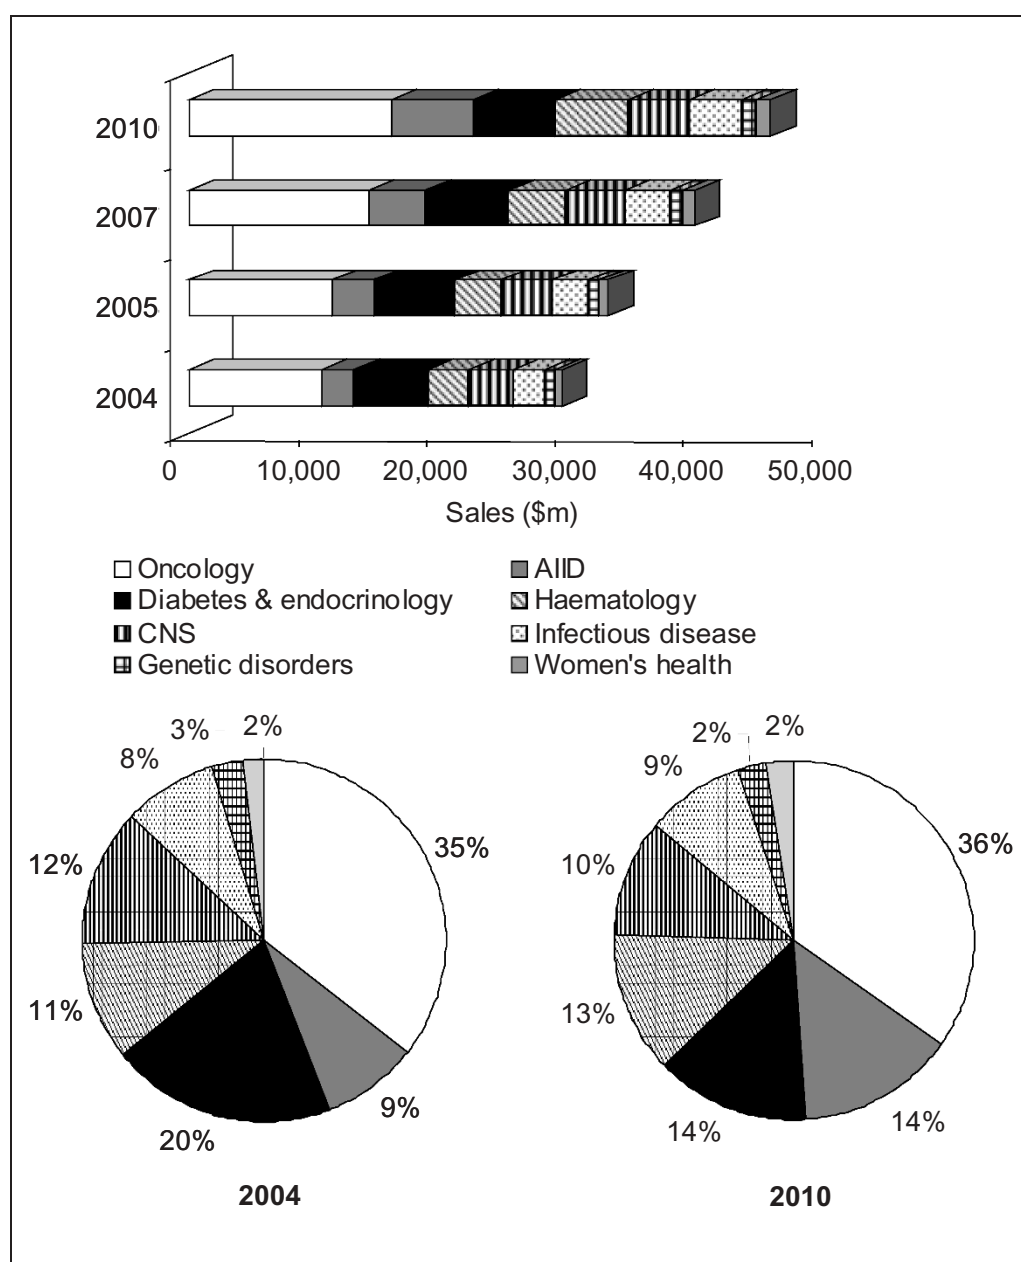 2010
2007
2005
2004
0 10,000 20,000 30,000 40,000 50,000
Sales ($m)
Oncology AIID
Diabetes & endocrinology Haematology
CNS Infectious disease
Genetic disorders Women's health
3% 2% 2% 2%
8% 9%
35% 36%
12% 10%
11% 13%
9% 14%
20% 14%
2004 2010